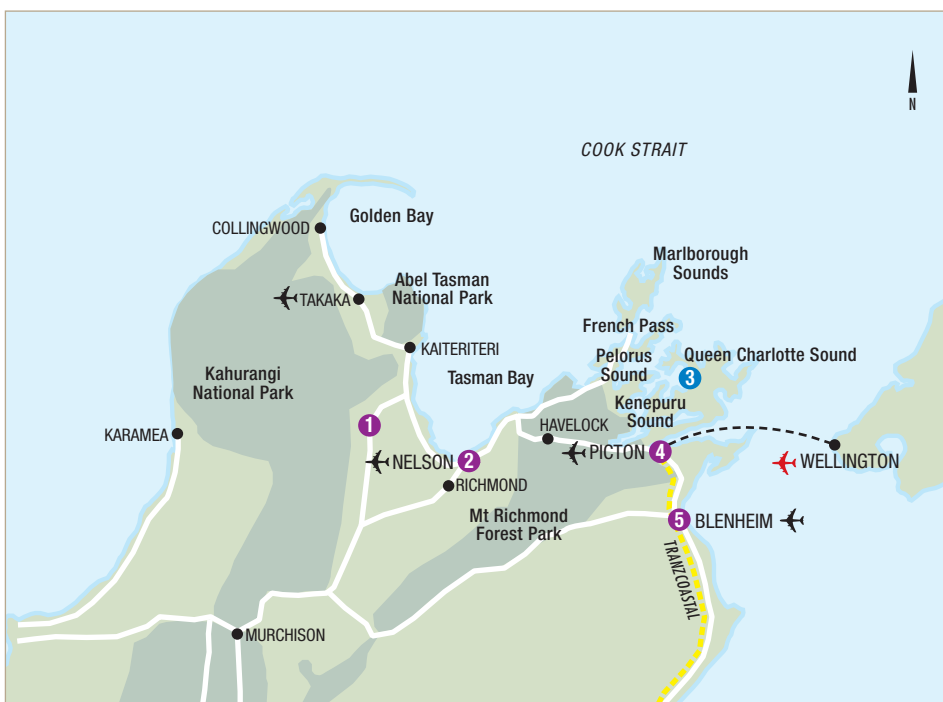 N
COOK STRAIT
COLLINGWOOD
Golden Bay
Marlborough
Sounds
Abel Tasman
National Park
TAKAKA
French Pass
KAITERITERI
Pelorus
Sound
Queen Charlotte Sound
Kahurangi
National Park
Tasman Bay
3
Kenepuru
Sound
1
HAVELOCK
KARAMEA
NELSON
2
PICTON
4
WELLINGTON
RICHMOND
Mt Richmond
Forest Park
5
BLENHEIM
TRANZCOASTAL
MURCHISON